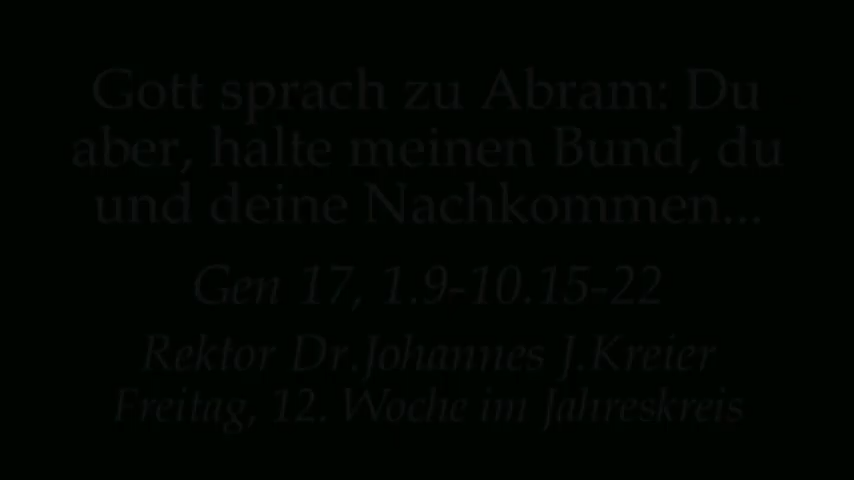 Gott sprach zu Abram: Du
aber, halte meinen Bund, du
und deine Nachkommen...
Gen 17, 1.9-10.15-22
Rektor Dr.Johannes J.Kreier
Freitag, 12. Woche im Jahreskreis